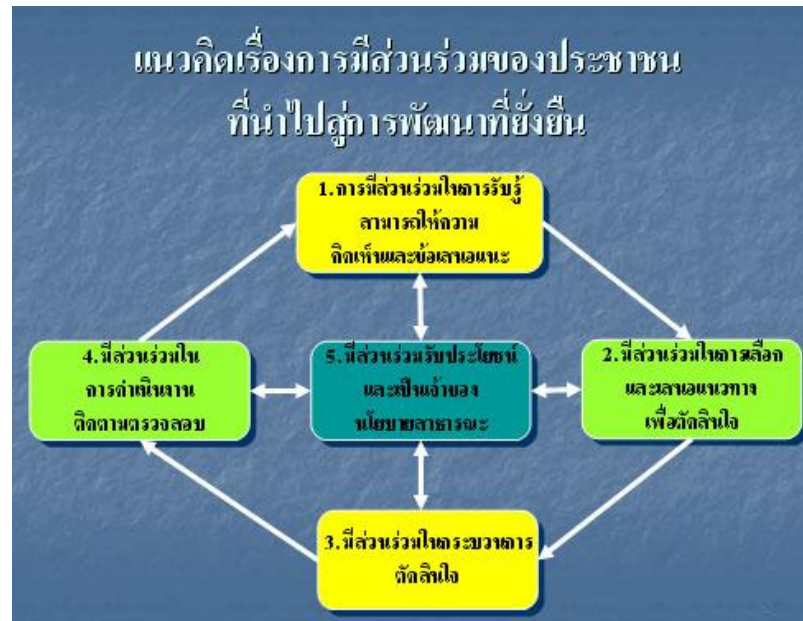 แนวคิดเรื่องการมีส่วนร่วมของประชาชน
ที่นำไปสู่การพัฒนาที่ยั่งยืน
1.การมีส่วนร่วมในการรับรู้
สามารถให้ความ
คิดเห็นและข้อเสนอแนะ
2.มีส่วนร่วมในการเลือก
และเสนอแนวทาง
เพื่อตัดสินใจ
3.มีส่วนร่วมในกระบวนการ
ตัดสินใจ
4.มีส่วนร่วมใน
การดำเนินงาน
ติดตามตรวจสอบ
5.มีส่วนร่วมรับประโยชน์
และเป็นเจ้าของ
นโยบายสาธารณะ